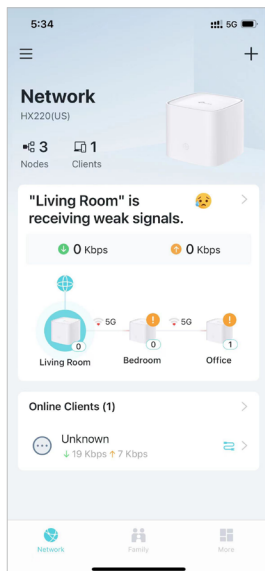 5:34
5G
Network
HX220(US)
3
1
Nodes
Clients
"Living Room" is
receiving weak signals.
0 Kbps
0 Kbps
5G
5G
0
0
1
Living Room
Bedroom
Office
Online Clients (1)
Unknown
19 Kbps 7 Kbps
Network
Family
More